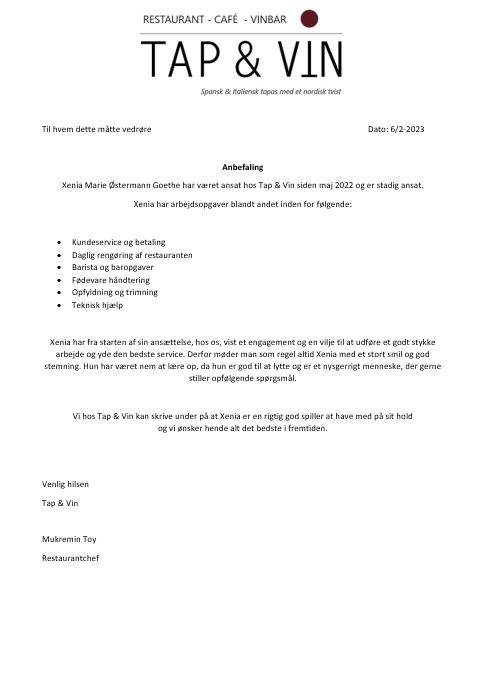 RESTAURANT - CAFÉ - VINBAR
TAP & VIN
Spansk & Italiensk tapas med et nordisk tvist
Til hvem dette måtte vedrøre
Dato: 6/2-2023
Anbefaling
Xenia Marie Østermann Goethe har været ansat hos Tap & Vin siden maj 2022 og er stadig ansat.
Xenia har arbejdsopgaver blandt andet inden for følgende:
• Kundeservice og betaling
• Daglig rengøring af restauranten
• Barista og baropgaver
• Fødevare håndtering
• Opfyldning og trimning
• Teknisk hjælp
Xenia har fra starten af sin ansættelse, hos os, vist et engagement og en vilje til at udføre et godt stykke
arbejde og yde den bedste service. Derfor møder man som regel altid Xenia med et stort smil og god
stemning. Hun har været nem at lære op, da hun er god til at lytte og er et nysgerrigt menneske, der gerne
stiller opfølgende spørgsmål.
Vi hos Tap & Vin kan skrive under på at Xenia er en rigtig god spiller at have med på sit hold
og vi ønsker hende alt det bedste i fremtiden.
Venlig hilsen
Tap & Vin
Mukremin Toy
Restaurantchef